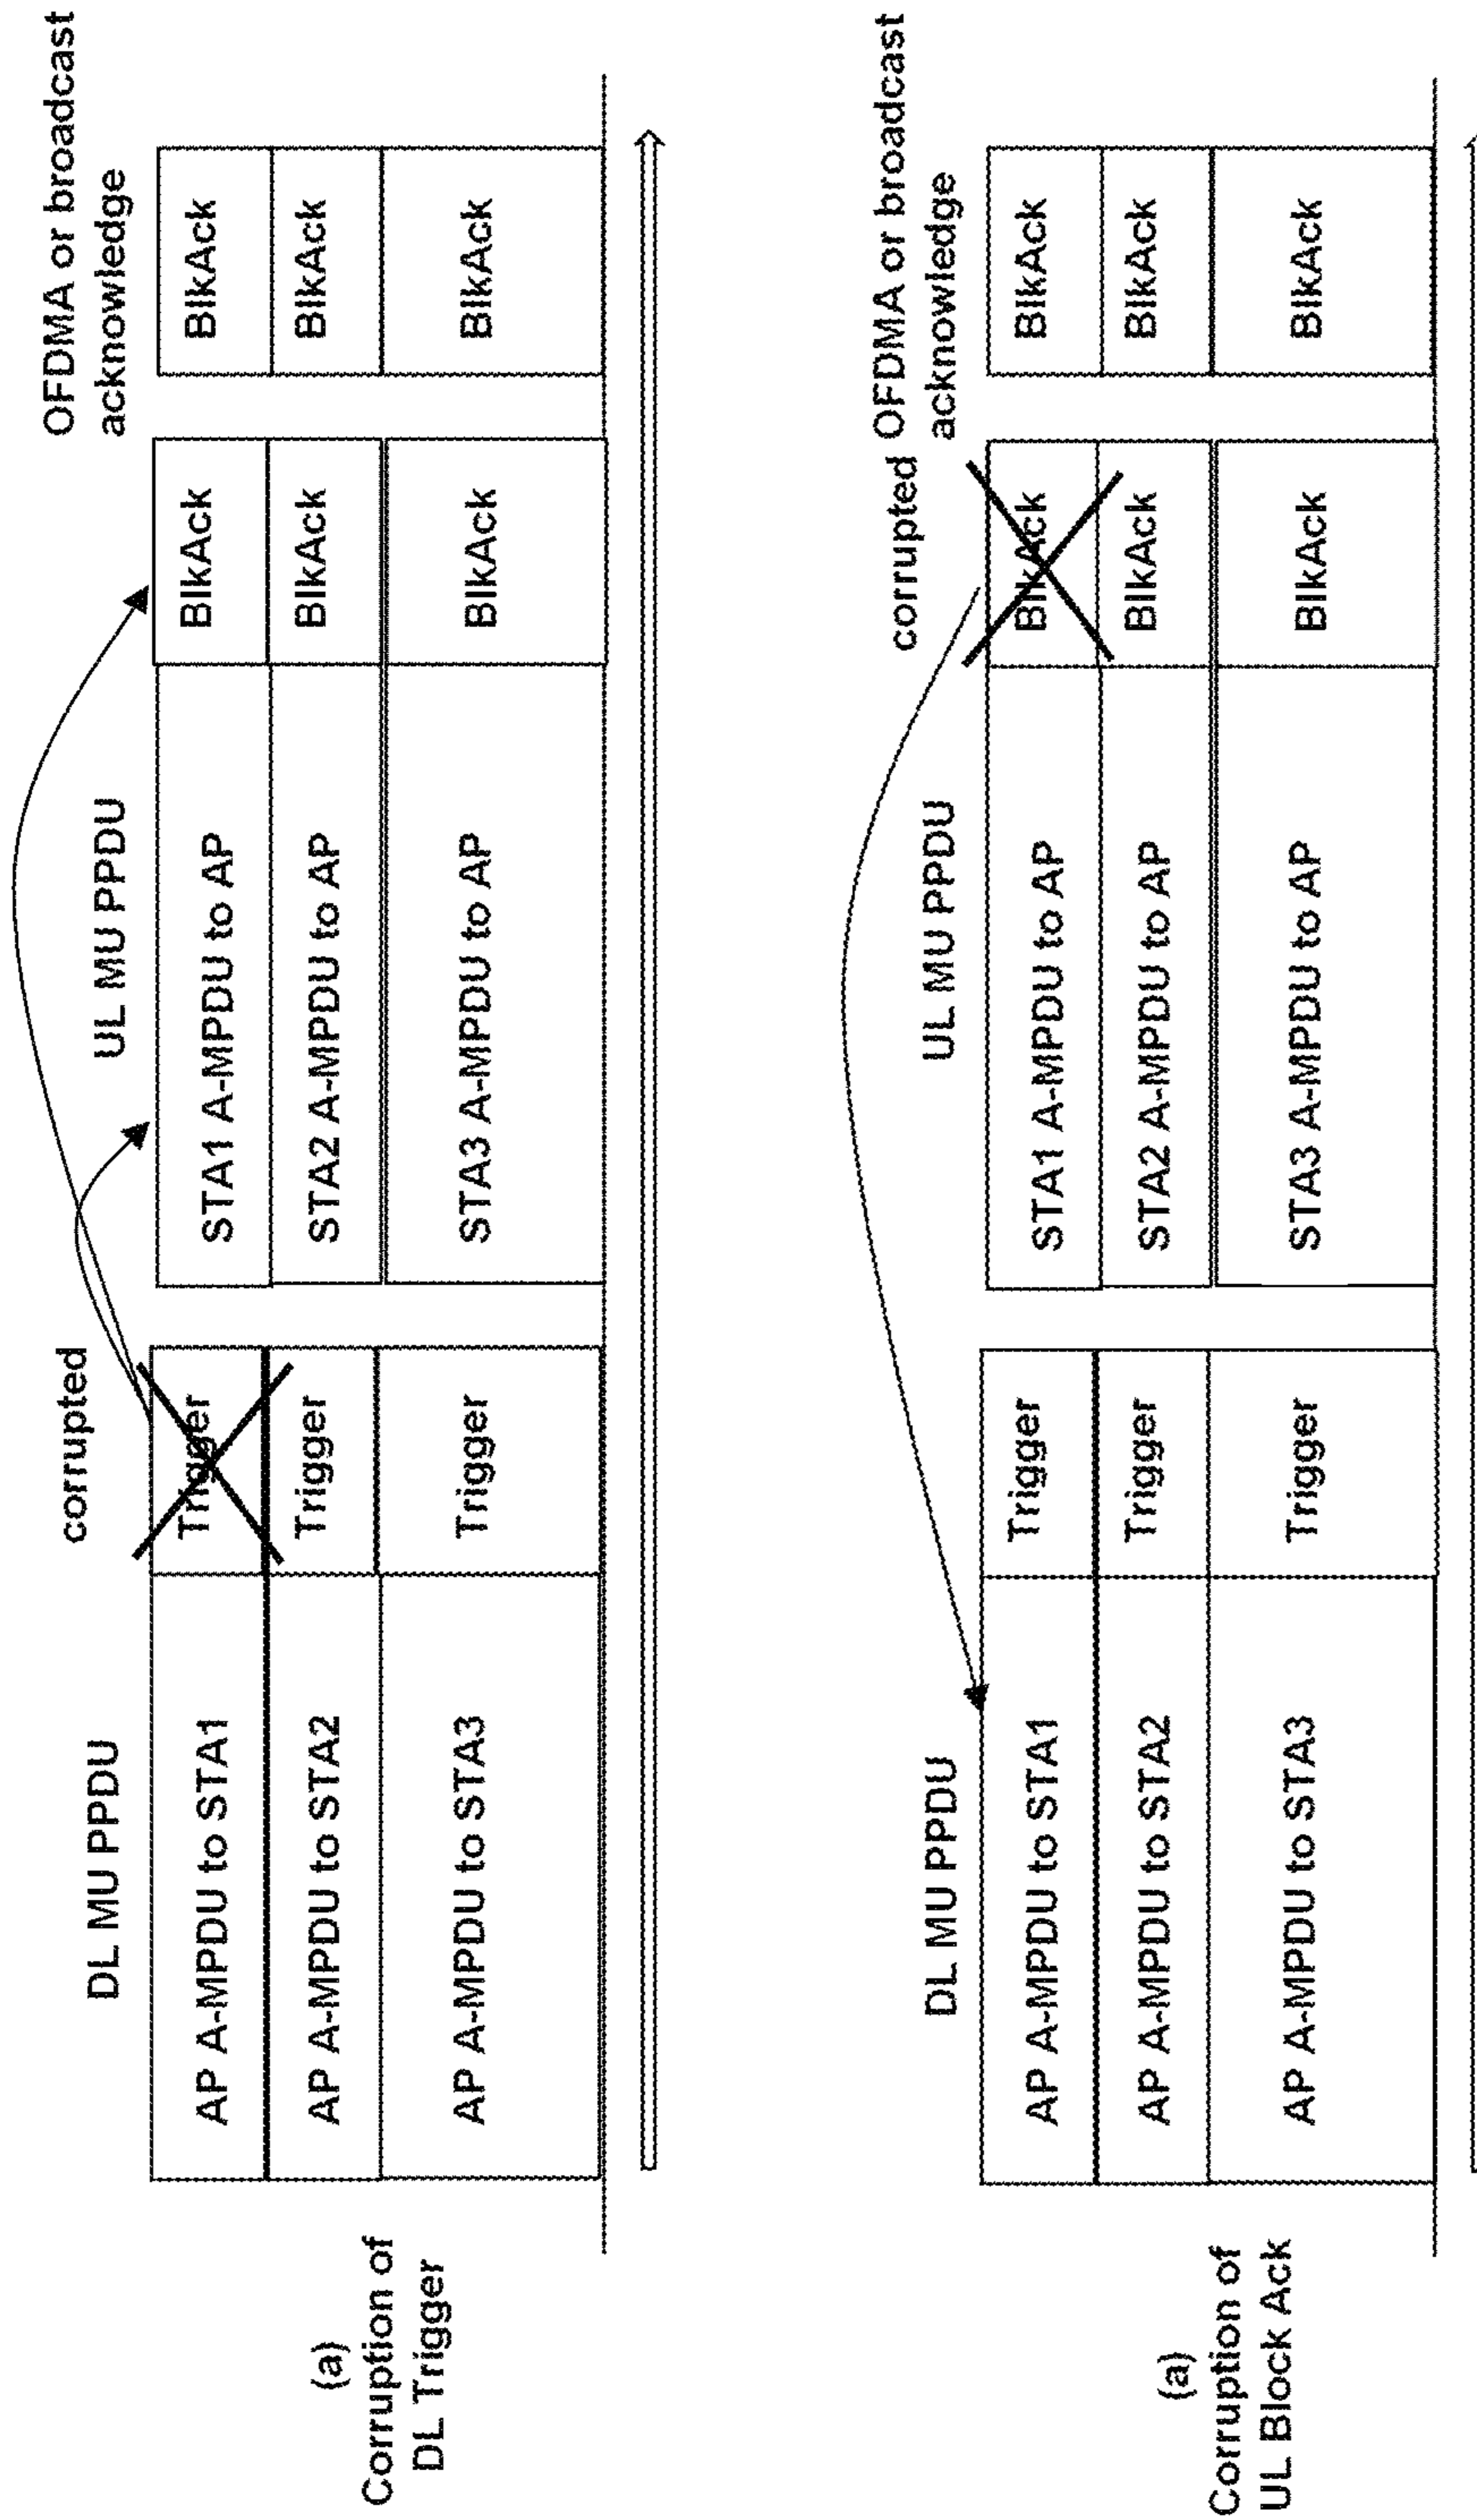 DL MU PPDU
corrupted
UL MU PPDU
OFDMA or broadcast
acknowledge
AP A-MPDU to STA1
Trigger
STA1 A-MPDU to AP
BlkAck
BlkAck
AP A-MPDU to STA2
Trigger
STA2 A-MPDU to AP
BlkAck
BlkAck
AP A-MPDU to STA3
Trigger
STA3 A-MPDU to AP
BlkAck
BlkAck
(a)
Corruption of
DL Trigger
DL MU PPDU
UL MU PPDU
corrupted
OFDMA or broadcast
acknowledge
AP A-MPDU to STA1
Trigger
STA1 A-MPDU to AP
BlkAck
BlkAck
AP A-MPDU to STA2
Trigger
STA2 A-MPDU to AP
BlkAck
BlkAck
AP A-MPDU to STA3
Trigger
STA3 A-MPDU to AP
BlkAck
BlkAck
(a)
Corruption of
UL Block Ack